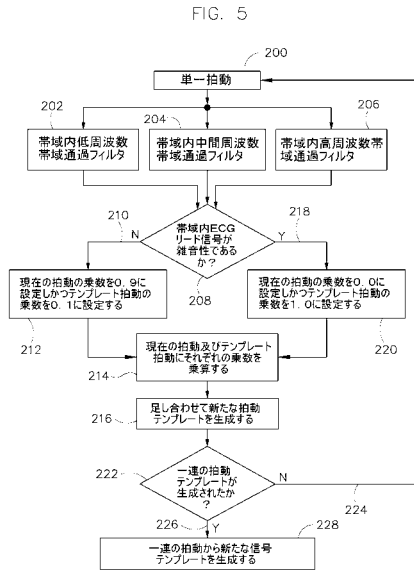 FIG. 5
200
単一拍動
202
204
206
帯域内低周波数
帯域通過フィルタ
帯域内中間周波数
帯域通過フィルタ
帯域内高周波数帯
域通過フィルタ
210
N
218
Y
帯域内ECG
リード信号が
雑音性である
か?
208
現在の拍動の乗数を0.9に
設定しかつテンプレート拍動の
乗数を0.1に設定する
212
現在の拍動の乗数を0.0に
設定しかつテンプレート拍動の
乗数を1.0に設定する
220
現在の拍動及びテンプレート
拍動にそれぞれの乗数を
乗算する
214
216
足し合わせて新たな拍動
テンプレートを生成する
222
一連の拍動
テンプレートが
生成されたか
?
N
224
226
Y
228
一連の拍動から新たな信号
テンプレートを生成する